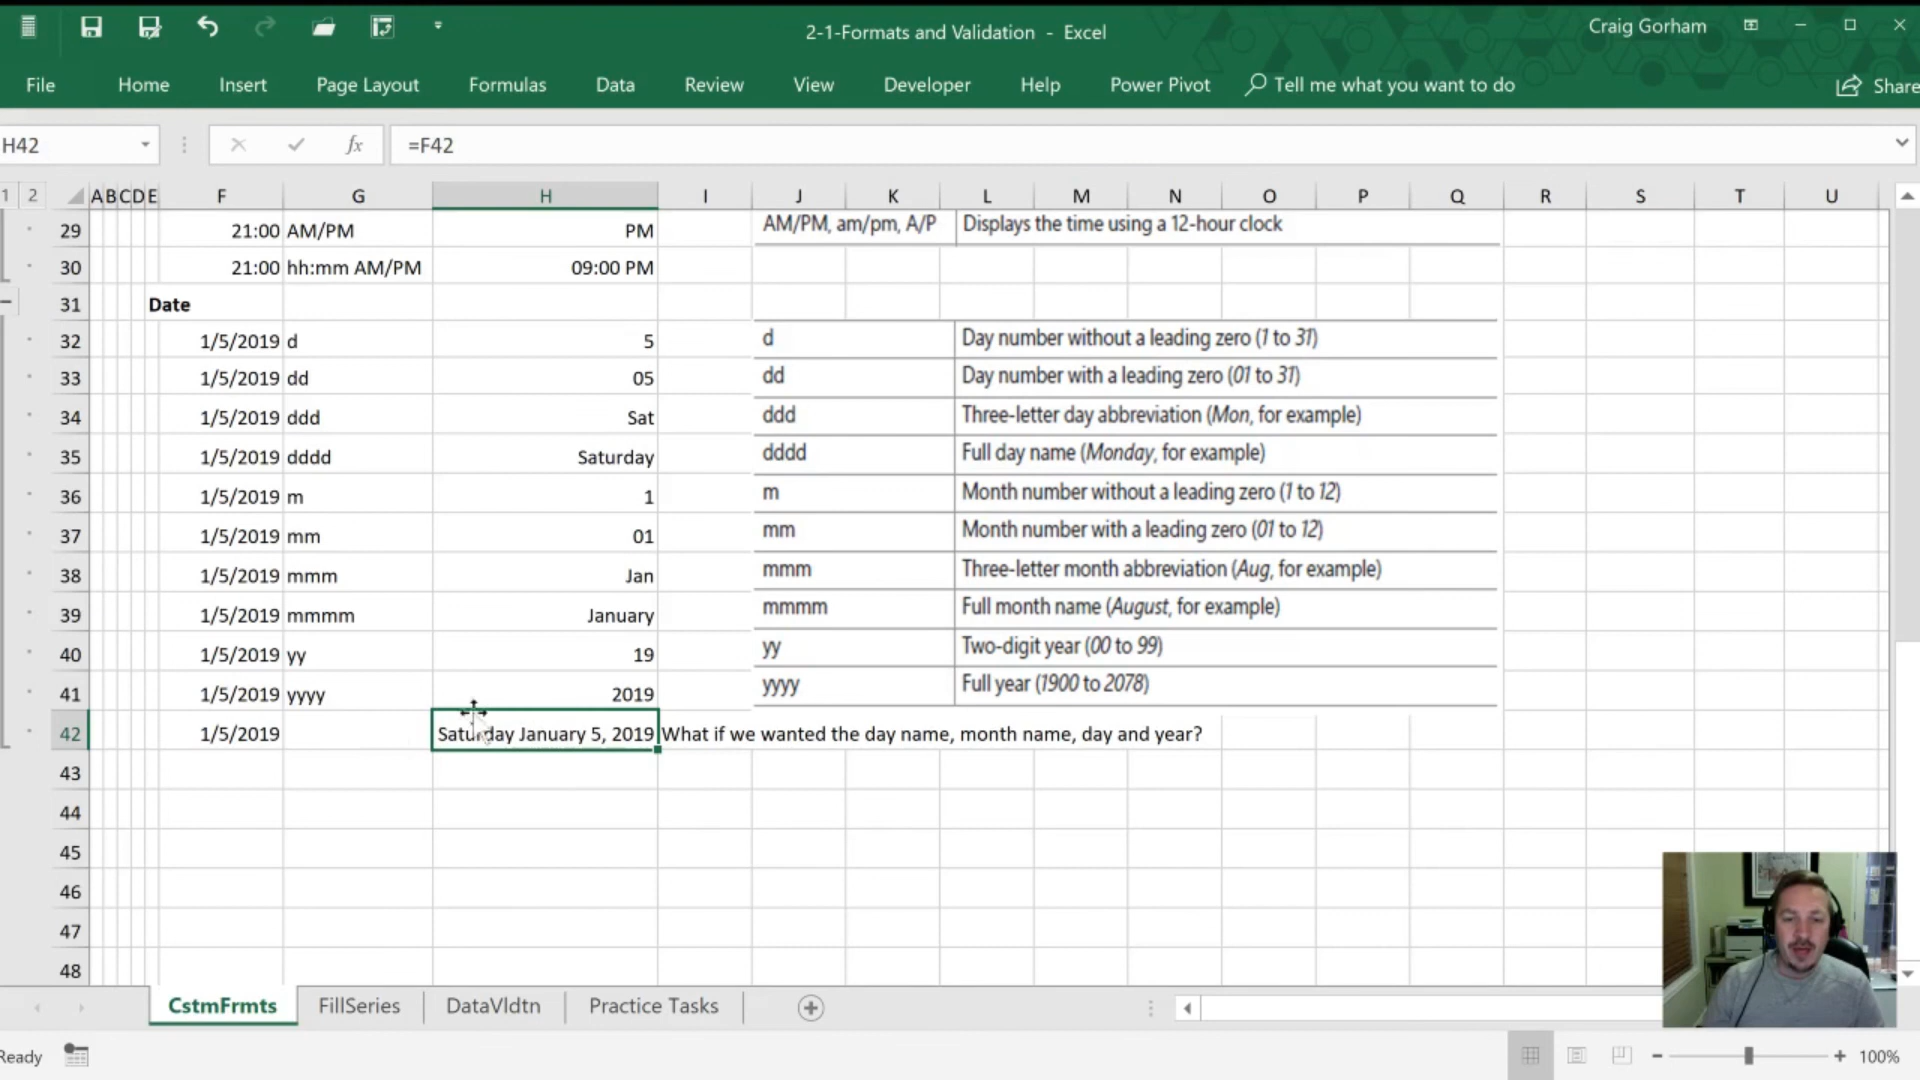 2-1-Formats and Validation - Excel
Craig Gorham
File Home Insert Page Layout Formulas Data Review View Developer Help Power Pivot Tell me what you want to do Share
H42 fx =F42
1 2 A B C D E F G H I J K L M N O P Q R S T U
29 21:00 AM/PM PM AM/PM, am/pm, A/P Displays the time using a 12-hour clock
30 21:00 hh:mm AM/PM 09:00 PM
31 Date
32 1/5/2019 d 5 d Day number without a leading zero (1 to 31)
33 1/5/2019 dd 05 dd Day number with a leading zero (01 to 31)
34 1/5/2019 ddd Sat ddd Three-letter day abbreviation (Mon, for example)
35 1/5/2019 dddd Saturday dddd Full day name (Monday, for example)
36 1/5/2019 m 1 m Month number without a leading zero (1 to 12)
37 1/5/2019 mm 01 mm Month number with a leading zero (01 to 12)
38 1/5/2019 mmm Jan mmm Three-letter month abbreviation (Aug, for example)
39 1/5/2019 mmmm January mmmm Full month name (August, for example)
40 1/5/2019 yy 19 yy Two-digit year (00 to 99)
41 1/5/2019 yyyy 2019 yyyy Full year (1900 to 2078)
42 1/5/2019 Saturday January 5, 2019 What if we wanted the day name, month name, day and year?
43
44
45
46
47
48
CstmFrmts FillSeries DataVldtn Practice Tasks
Ready 100%